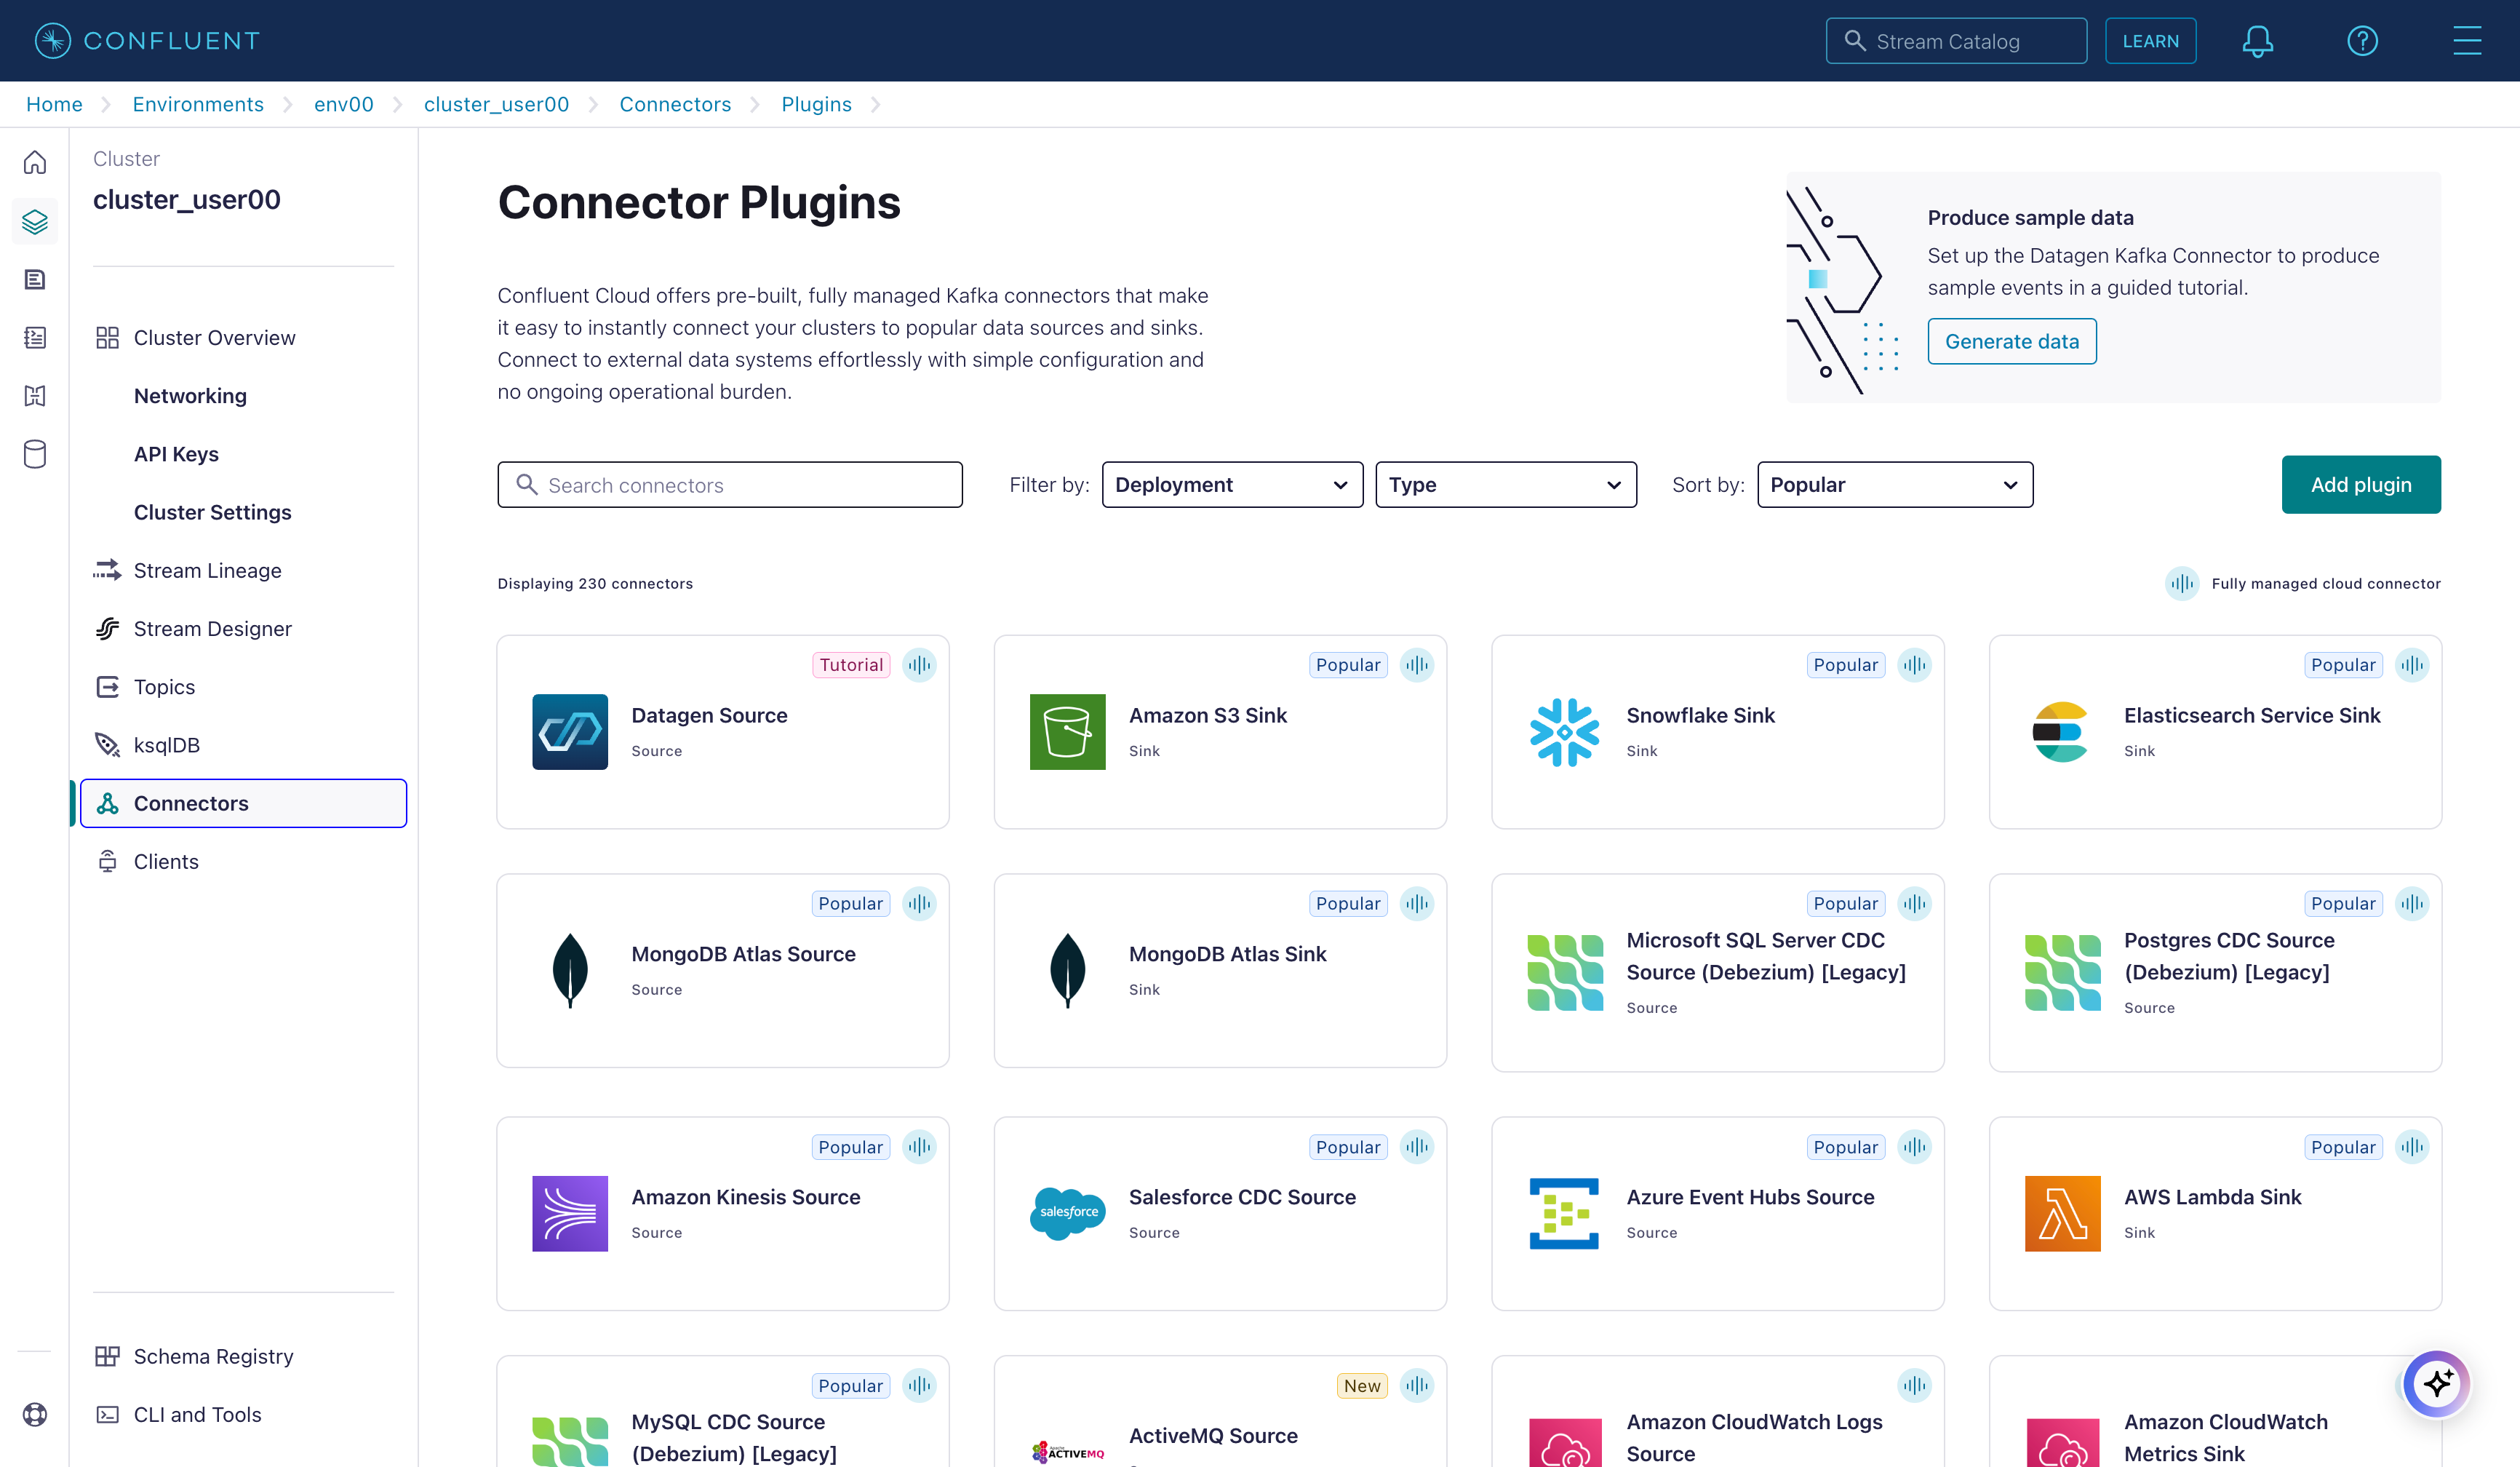 CONFLUENT
Stream Catalog
LEARN
Home
Environments
env00
cluster_user00
Connectors
Plugins
Cluster
cluster_user00
Cluster Overview
Networking
API Keys
Cluster Settings
Stream Lineage
Stream Designer
Topics
ksqlDB
Connectors
Clients
Schema Registry
CLI and Tools
Connector Plugins
Confluent Cloud offers pre-built, fully managed Kafka connectors that make
it easy to instantly connect your clusters to popular data sources and sinks.
Connect to external data systems effortlessly with simple configuration and
no ongoing operational burden.
Produce sample data
Set up the Datagen Kafka Connector to produce
sample events in a guided tutorial.
Generate data
Search connectors
Filter by:
Deployment
Type
Sort by:
Popular
Add plugin
Displaying 230 connectors
Fully managed cloud connector
Tutorial
Datagen Source
Source
Popular
Amazon S3 Sink
Sink
Popular
Snowflake Sink
Sink
Popular
Elasticsearch Service Sink
Sink
Popular
MongoDB Atlas Source
Source
Popular
MongoDB Atlas Sink
Sink
Popular
Microsoft SQL Server CDC
Source (Debezium) [Legacy]
Source
Popular
Postgres CDC Source
(Debezium) [Legacy]
Source
Popular
Amazon Kinesis Source
Source
Popular
salesforce
Salesforce CDC Source
Source
Popular
Azure Event Hubs Source
Source
Popular
AWS Lambda Sink
Sink
Popular
MySQL CDC Source
(Debezium) [Legacy]
New
ACTIVEMQ
ActiveMQ Source
Amazon CloudWatch Logs
Source
Amazon CloudWatch
Metrics Sink